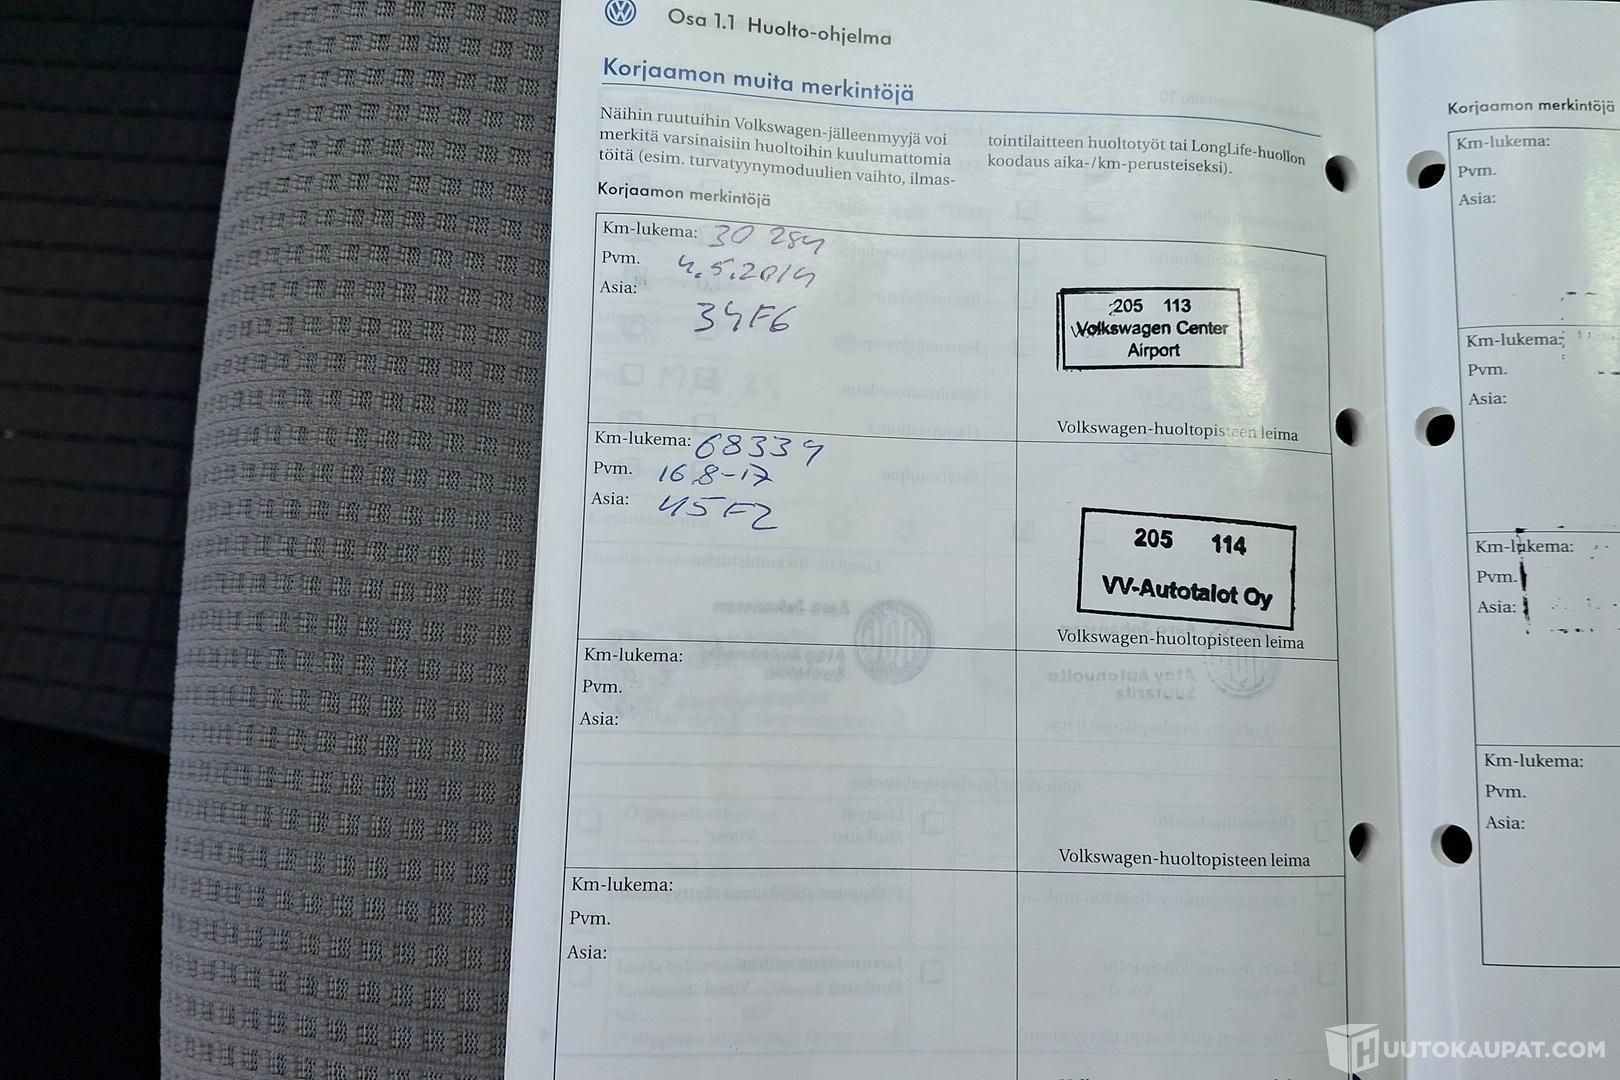 Osa 1.1 Huolto-ohjelma
Korjaamon muita merkintöjä
Näihin ruutuihin Volkswagen-jälleenmyyjä voi
merkitä varsinaisiin huoltoihin kuulumattomia
töitä (esim. turvatyynymoduulien vaihto, ilmas-
tointilaitteen huoltotyöt tai LongLife-huollon
koodaus aika-/km-perusteiseksi).
Korjaamon merkintöjä
Km-lukema: 30 284
Pvm. 4.5.2014
Asia: 34F6
205 113
Volkswagen Center
Airport
Volkswagen-huoltopisteen leima
Km-lukema: 68334
Pvm. 16.8-17
Asia: 45F2
205 114
VV-Autotalot Oy
Volkswagen-huoltopisteen leima
Km-lukema:
Pvm.
Asia:
Volkswagen-huoltopisteen leima
Km-lukema:
Pvm.
Asia:
Korjaamon merkintöjä
Km-lukema:
Pvm.
Asia:
Km-lukema:
Pvm.
Asia:
Km-lukema:
Pvm.
Asia:
Km-lukema:
Pvm.
Asia:
HUUTOKAUPAT.COM